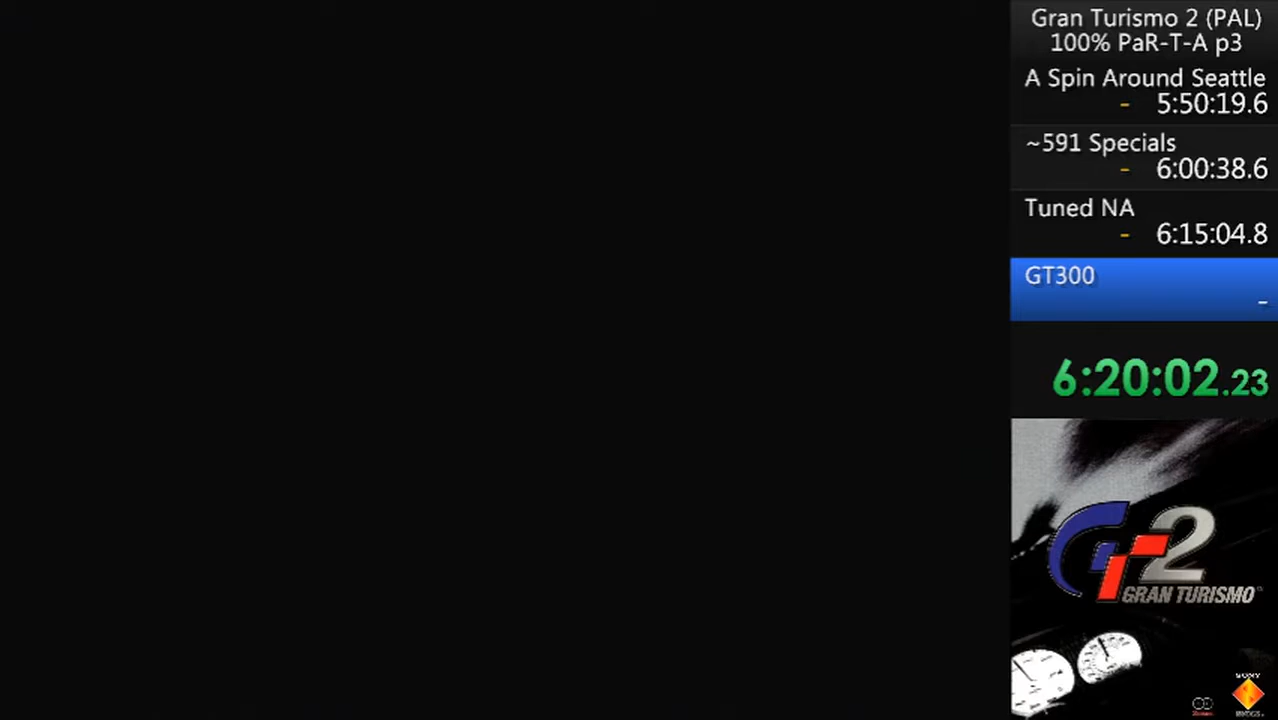 Gran Turismo 2 (PAL)
100% PaR-T-A p3
A Spin Around Seattle
- 5:50:19.6
~591 Specials
- 6:00:38.6
Tuned NA
- 6:15:04.8
GT300
-
6:20:02.23
GT2
GRAN TURISMO
SONY